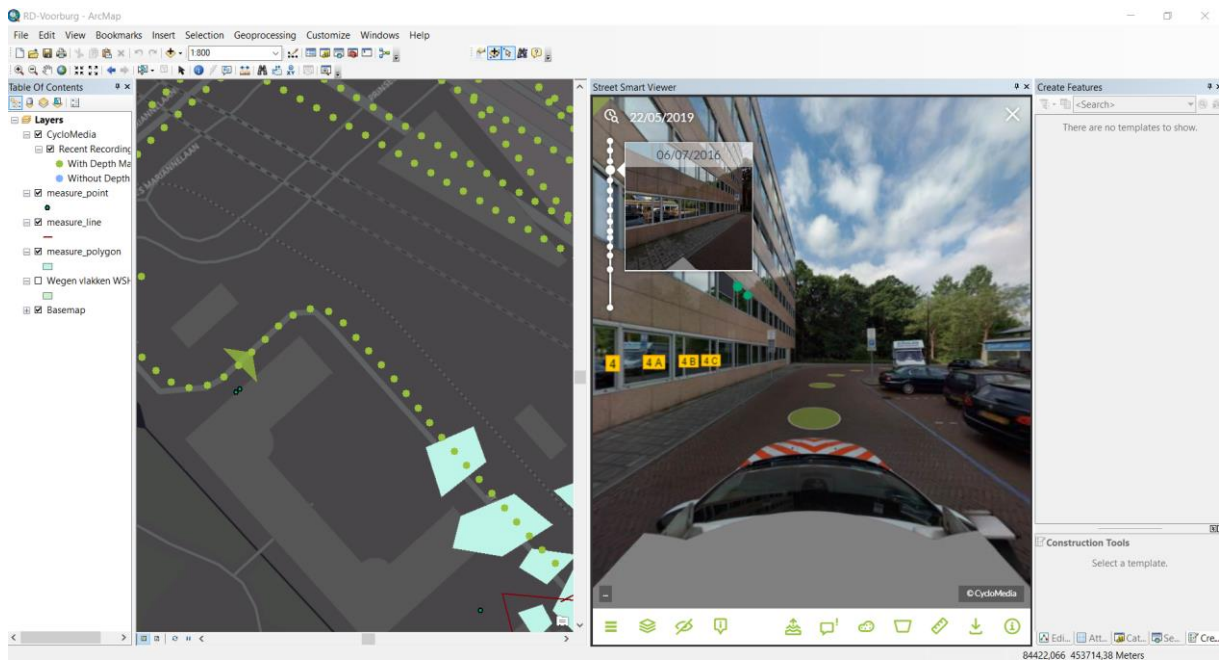 RD-Voorburg - ArcMap
File Edit View Bookmarks Insert Selection Geoprocessing Customize Windows Help
1:800
Table Of Contents
Layers
CycloMedia
Recent Recording
With Depth Ma
Without Depth
measure_point
measure_line
measure_polygon
Wegen vlakken WSH
Basemap
S MARIANNELAAN
Street Smart Viewer
22/05/2019
06/07/2016
4
4A
4B
4C
© CycloMedia
Create Features
<Search>
There are no templates to show.
Construction Tools
Select a template.
Edi... Att... Cat... Se... Cre...
84422,066 453714,38 Meters